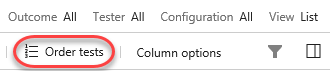 Outcome All Tester All Configuration All View List
Order tests Column options